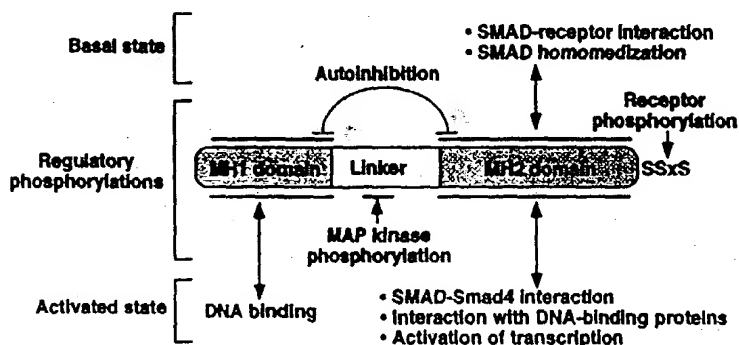 Basal state
• SMAD-receptor interaction
• SMAD homomedization
Autoinhibition
Receptor
phosphorylation
Regulatory
phosphorylations
MH1 domain
Linker
MH2 domain
SSxS
MAP kinase
phosphorylation
Activated state
DNA binding
• SMAD-Smad4 interaction
• Interaction with DNA-binding proteins
• Activation of transcription